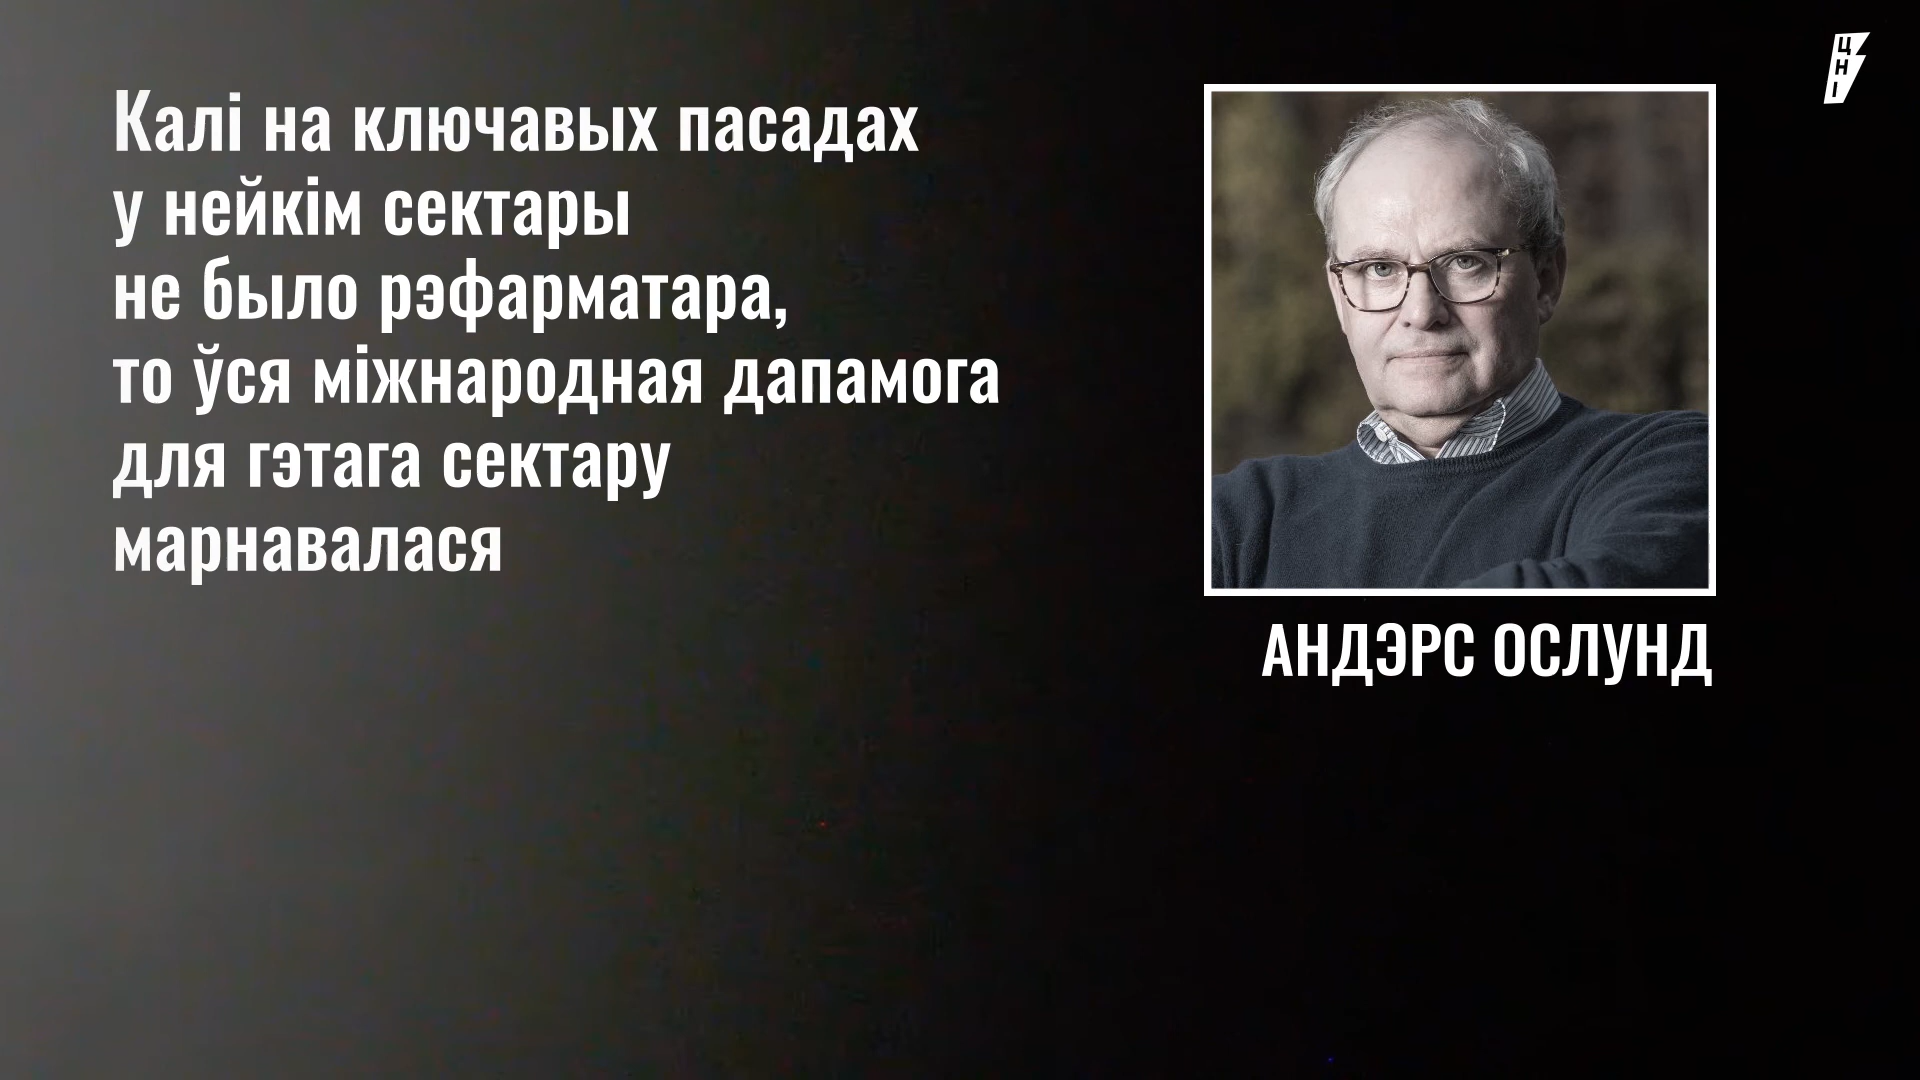 Калі на ключавых пасадах
у нейкім сектары
не было рэфарматара,
то ўся міжнародная дапамога
для гэтага сектару
марнавалася
ЦНІ
АНДЭРС ОСЛУНД